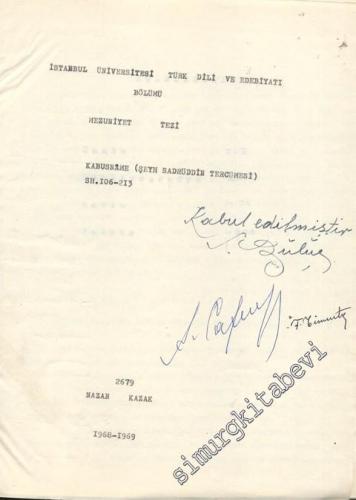 İSTANBUL ÜNİVERSİTESİ TÜRK DİLİ VE EDEBİYATI
BÖLÜMÜ
MEZUNİYET TEZİ
KABUSNÂME (ŞEYH SADRÜDDİN TERCÜMESİ)
SH.106-213
Kabul edilmiştir
2679
NAZAN KAZAK
1968-1969
simurgkitabevi